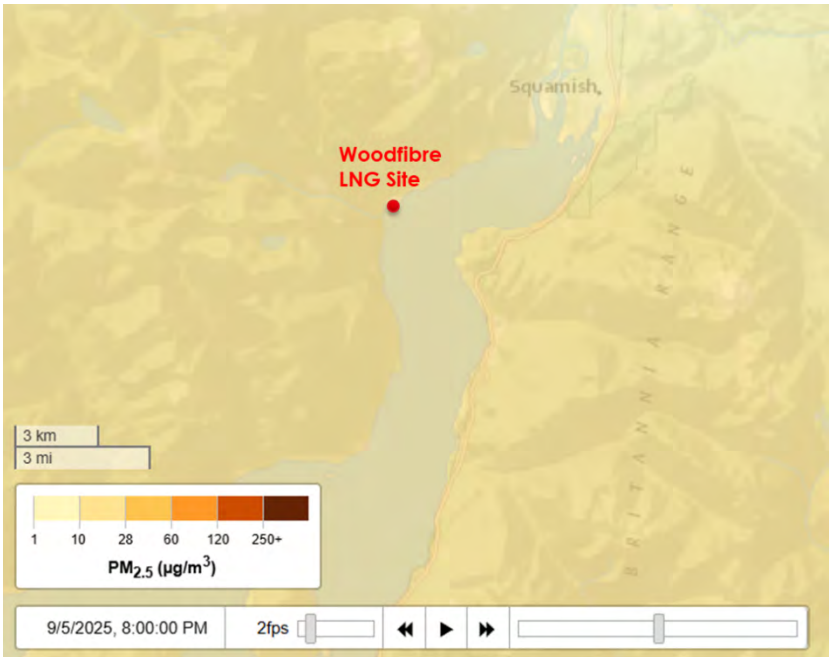 Squamish
Woodfibre
LNG Site
BRITANNIA RANGE
3 km
3 mi
1 10 28 60 120 250+
PM2.5 (µg/m3)
9/5/2025, 8:00:00 PM 2fps